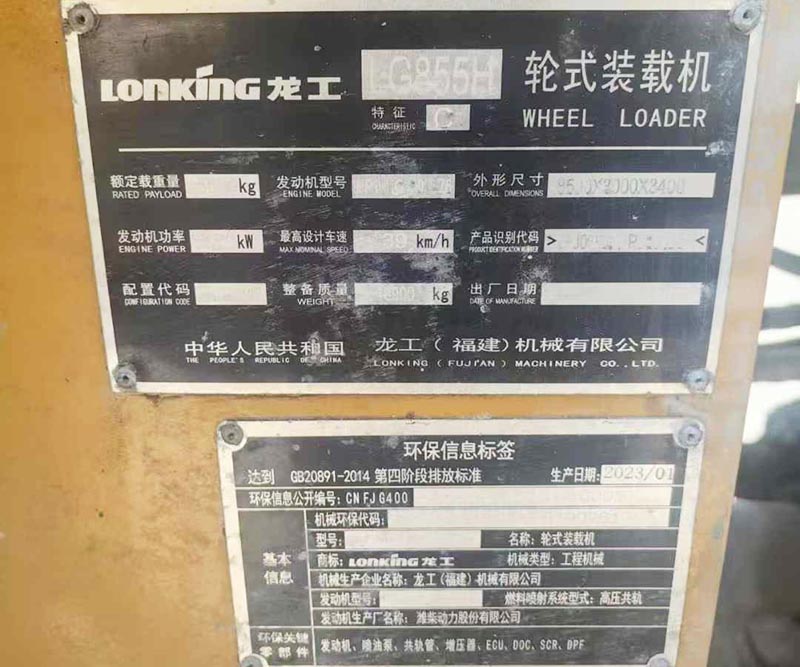 LONKING 龙工 LG855H 轮式装载机
特征 C
CHARACTERISTIC WHEEL LOADER
额定载重量 kg 发动机型号 外形尺寸
RATED PAYLOAD ENGINE MODEL OVERALL DIMENSIONS
发动机功率 kW 最高设计车速 km/h 产品识别代码 > <
ENGINE POWER MAX NOMINAL SPEED PRODUCT IDENTIFICATION NUMBER
配置代码 整备质量 kg 出厂日期
CONFIGURATION CODE WEIGHT DATE OF MANUFACTURE
中华人民共和国 龙工(福建)机械有限公司
THE PEOPLE'S REPUBLIC OF CHINA LONKING (FUJIAN) MACHINERY CO.,LTD.
环保信息标签
达到 GB20891-2014 第四阶段排放标准 生产日期:2023/01
环保信息公开编号:CN FJ G400
机械环保代码:
型号: 名称:轮式装载机
基本信息 商标:LONKING 龙工 机械类型:工程机械
机械生产企业名称:龙工(福建)机械有限公司
发动机型号: 燃料喷射系统型式:高压共轨
发动机生产厂名称:潍柴动力股份有限公司
环保关键零部件 发动机、喷油泵、共轨管、增压器、ECU、DOC、SCR、DPF